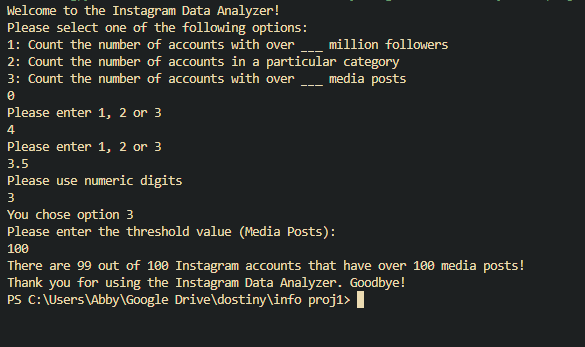 Welcome to the Instagram Data Analyzer!
Please select one of the following options:
1: Count the number of accounts with over ___ million followers
2: Count the number of accounts in a particular category
3: Count the number of accounts with over ___ media posts
0
Please enter 1, 2 or 3
4
Please enter 1, 2 or 3
3.5
Please use numeric digits
3
You chose option 3
Please enter the threshold value (Media Posts):
100
There are 99 out of 100 Instagram accounts that have over 100 media posts!
Thank you for using the Instagram Data Analyzer. Goodbye!
PS C:\Users\Abby\Google Drive\dostiny\info proj1>